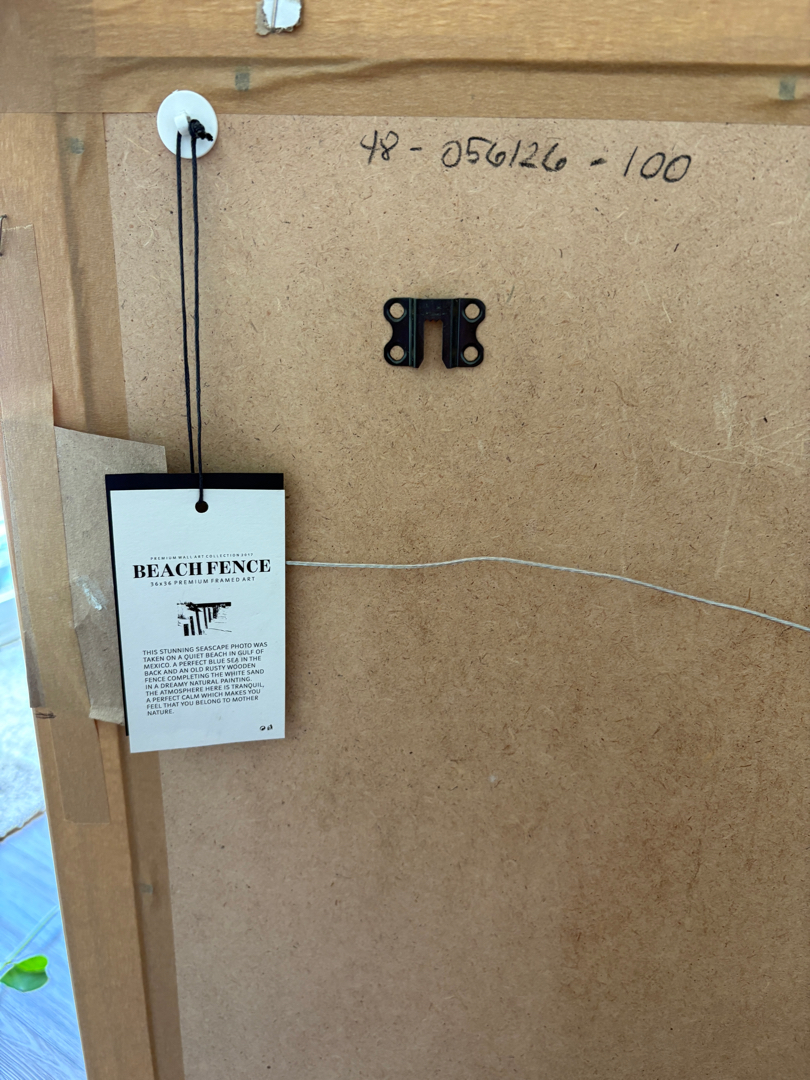 48 - 056126 - 100
PREMIUM WALL ART COLLECTION 2017
BEACH FENCE
36x36 PREMIUM FRAMED ART
THIS STUNNING SEASCAPE PHOTO WAS
TAKEN ON A QUIET BEACH IN GULF OF
MEXICO. A PERFECT BLUE SEA IN THE
BACK AND AN OLD RUSTY WOODEN
FENCE COMPLETING THE WHITE SAND
IN A DREAMY NATURAL PAINTING.
THE ATMOSPHERE HERE IS TRANQUIL,
A PERFECT CALM WHICH MAKES YOU
FEEL THAT YOU BELONG TO MOTHER
NATURE.